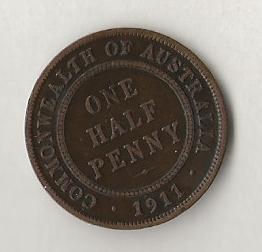 COMMONWEALTH OF AUSTRALIA
ONE
HALF
PENNY
· 1911 ·